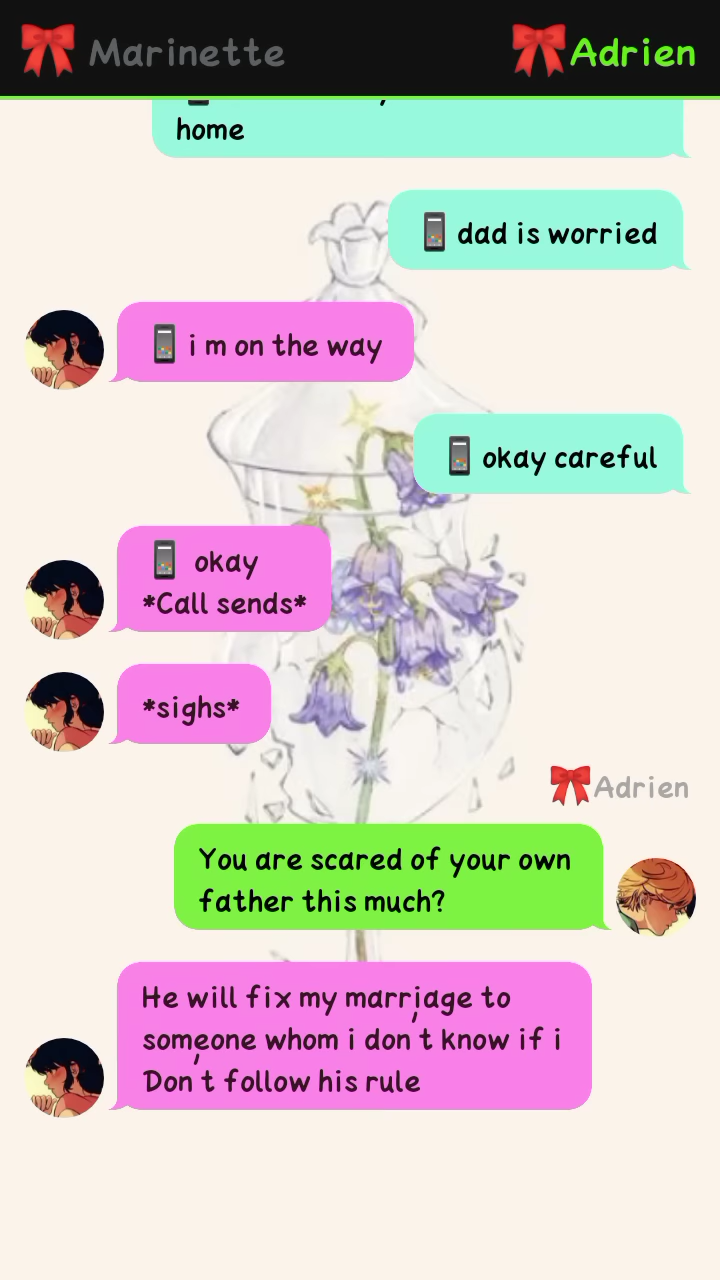 Marinette
Adrien
home
dad is worried
i m on the way
okay careful
okay
*Call sends*
*sighs*
Adrien
You are scared of your own
father this much?
He will fix my marriage to
someone whom i don't know if i
Don't follow his rule